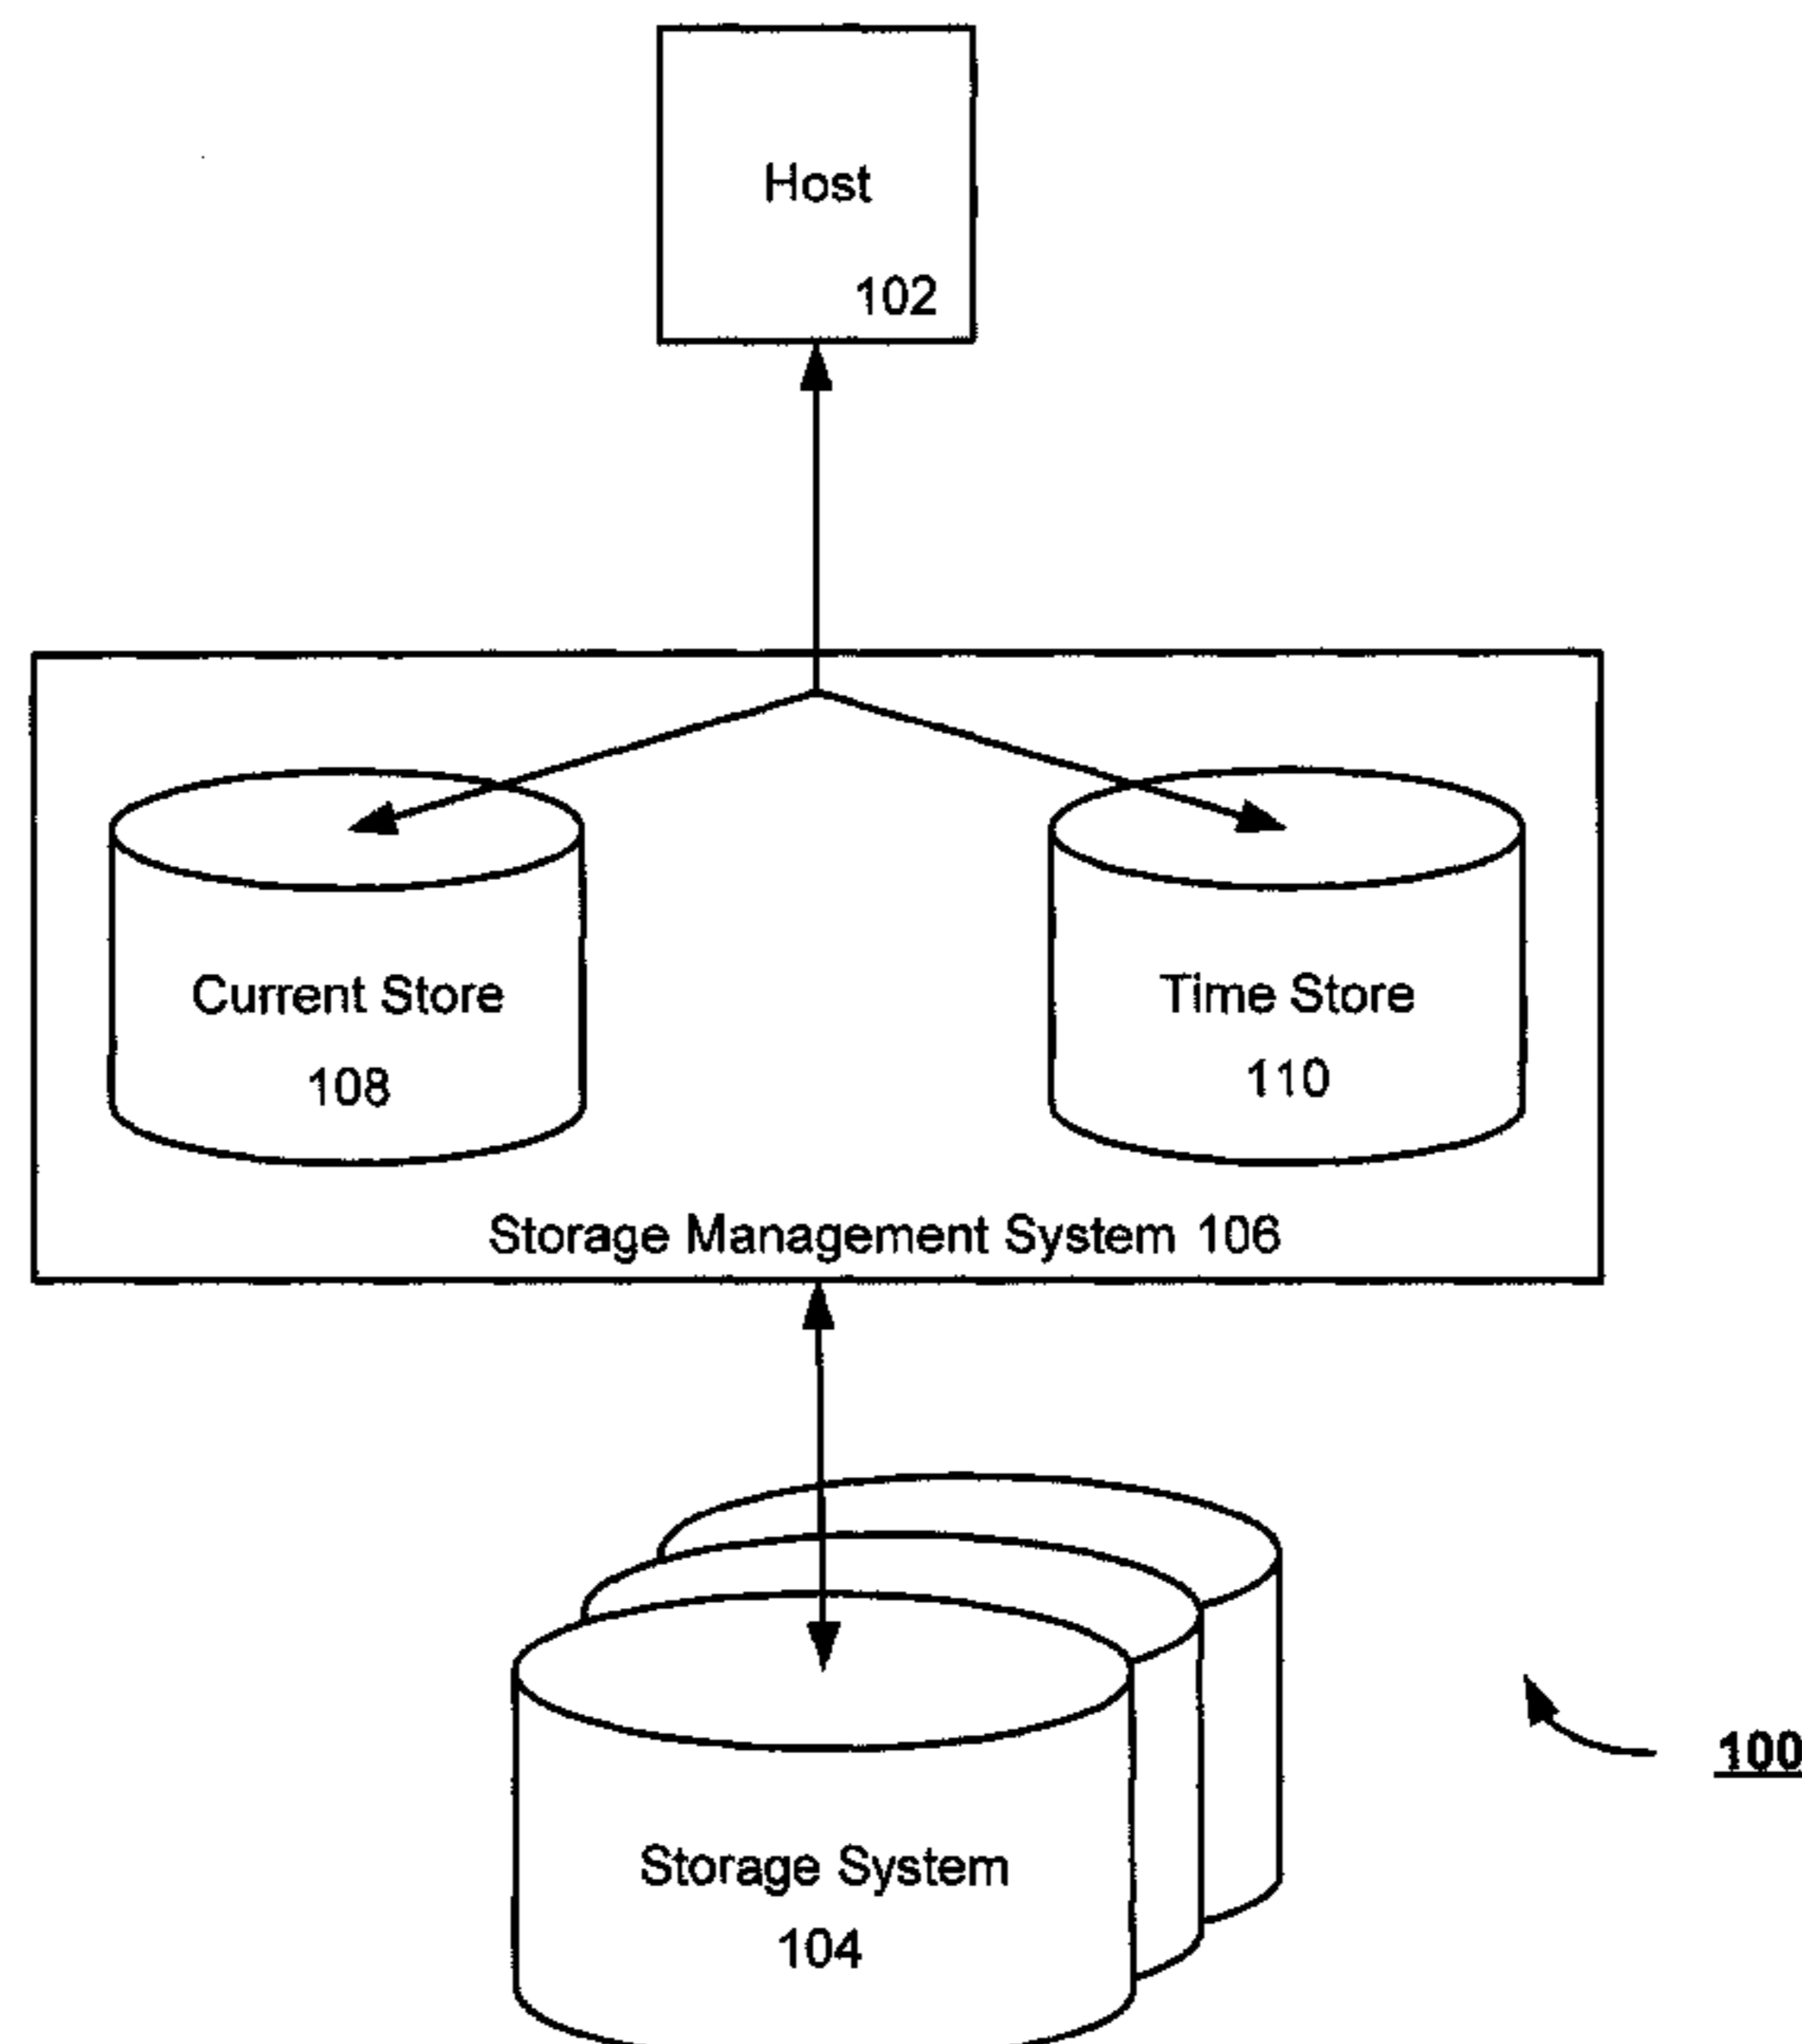 Host
102
Current Store
108
Time Store
110
Storage Management System 106
100
Storage System
104